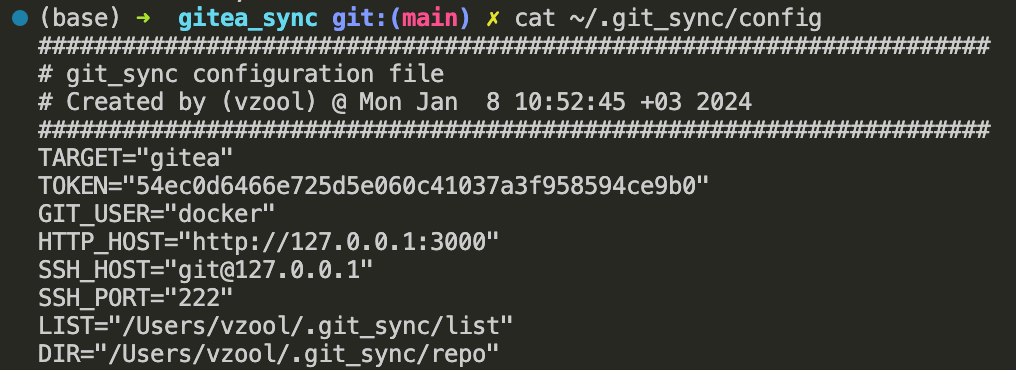 (base) ➜ gitea_sync git:(main) ✗ cat ~/.git_sync/config
####################################################################
# git_sync configuration file
# Created by (vzool) @ Mon Jan  8 10:52:45 +03 2024
####################################################################
TARGET="gitea"
TOKEN="54ec0d6466e725d5e060c41037a3f958594ce9b0"
GIT_USER="docker"
HTTP_HOST="http://127.0.0.1:3000"
SSH_HOST="git@127.0.0.1"
SSH_PORT="222"
LIST="/Users/vzool/.git_sync/list"
DIR="/Users/vzool/.git_sync/repo"